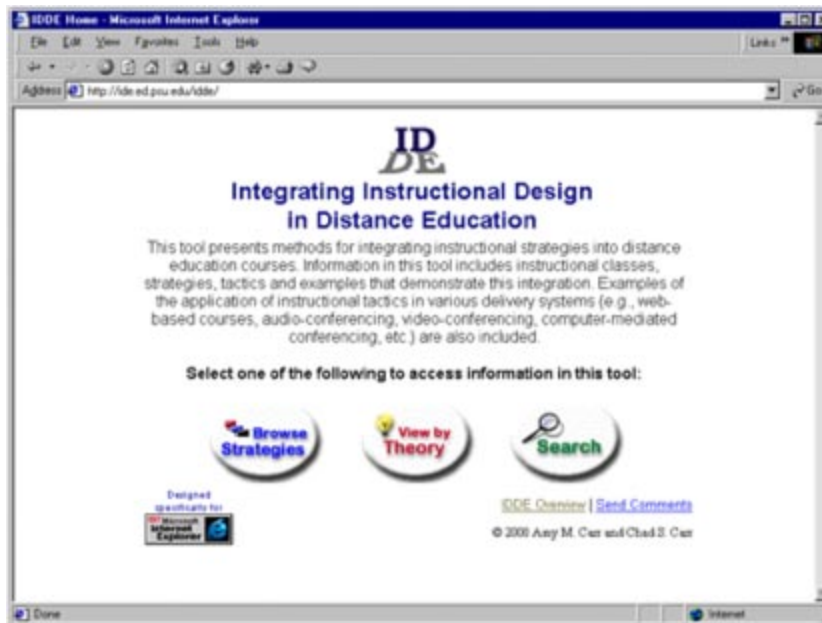 IDDE Home - Microsoft Internet Explorer
File Edit View Favorites Tools Help
Links »
Address http://ide.ed.psu.edu/idde/
Go
ID
DE
Integrating Instructional Design
in Distance Education
This tool presents methods for integrating instructional strategies into distance
education courses. Information in this tool includes instructional classes,
strategies, tactics and examples that demonstrate this integration. Examples of
the application of instructional tactics in various delivery systems (e.g., web-
based courses, audio-conferencing, video-conferencing, computer-mediated
conferencing, etc.) are also included.
Select one of the following to access information in this tool:
Browse
Strategies
View by
Theory
Search
Designed
specifically for
Microsoft
Internet
Explorer
IDDE Overview | Send Comments
© 2000 Amy M. Carr and Chad S. Carr
Done
Internet